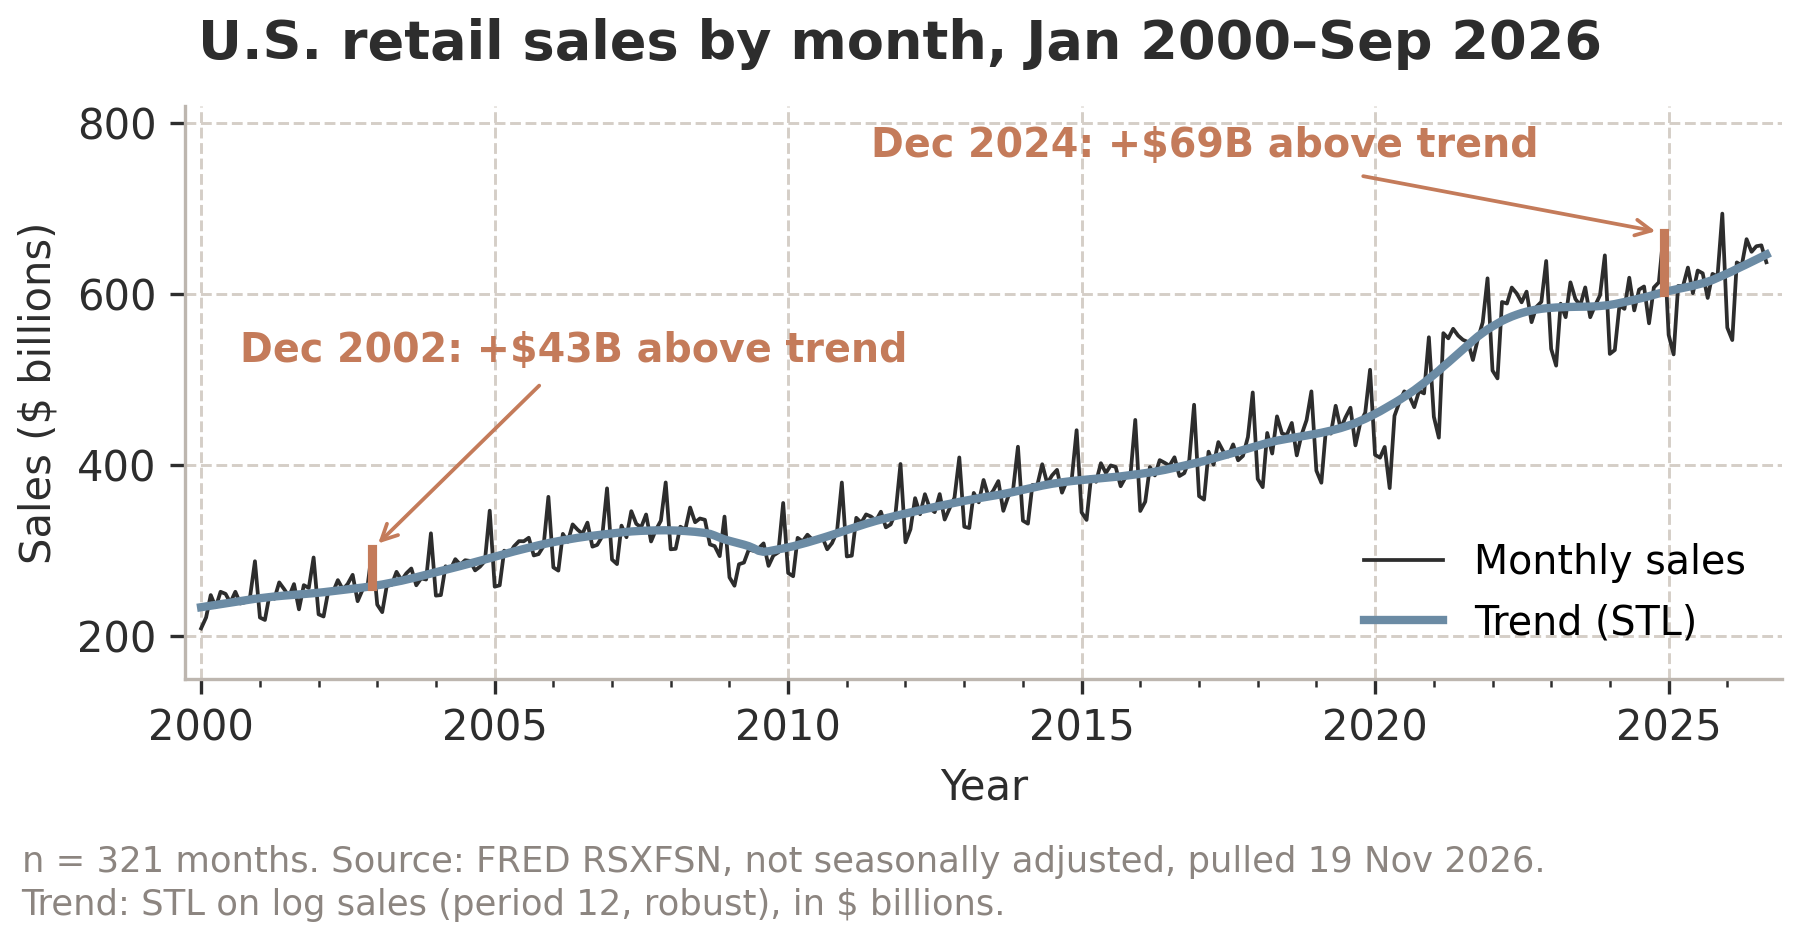 U.S. retail sales by month, Jan 2000–Sep 2026
Sales ($ billions)
800
600
400
200
Dec 2024: +$69B above trend
Dec 2002: +$43B above trend
Monthly sales
Trend (STL)
2000 2005 2010 2015 2020 2025
Year
n = 321 months. Source: FRED RSXFSN, not seasonally adjusted, pulled 19 Nov 2026.
Trend: STL on log sales (period 12, robust), in $ billions.